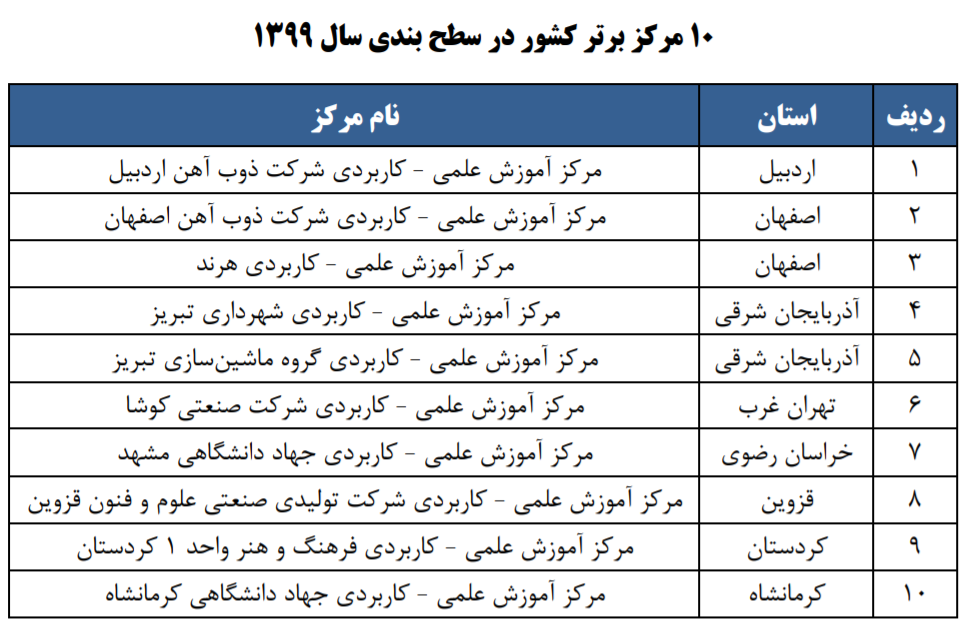 ۱۰ مرکز برتر کشور در سطح بندی سال ۱۳۹۹
ردیف استان نام مرکز
۱ اردبیل مرکز آموزش علمی - کاربردی شرکت ذوب آهن اردبیل
۲ اصفهان مرکز آموزش علمی - کاربردی شرکت ذوب آهن اصفهان
۳ اصفهان مرکز آموزش علمی - کاربردی هرند
۴ آذربایجان شرقی مرکز آموزش علمی - کاربردی شهرداری تبریز
۵ آذربایجان شرقی مرکز آموزش علمی - کاربردی گروه ماشین‌سازی تبریز
۶ تهران غرب مرکز آموزش علمی - کاربردی شرکت صنعتی کوشا
۷ خراسان رضوی مرکز آموزش علمی - کاربردی جهاد دانشگاهی مشهد
۸ قزوین مرکز آموزش علمی - کاربردی شرکت تولیدی صنعتی علوم و فنون قزوین
۹ کردستان مرکز آموزش علمی - کاربردی فرهنگ و هنر واحد ۱ کردستان
۱۰ کرمانشاه مرکز آموزش علمی - کاربردی جهاد دانشگاهی کرمانشاه